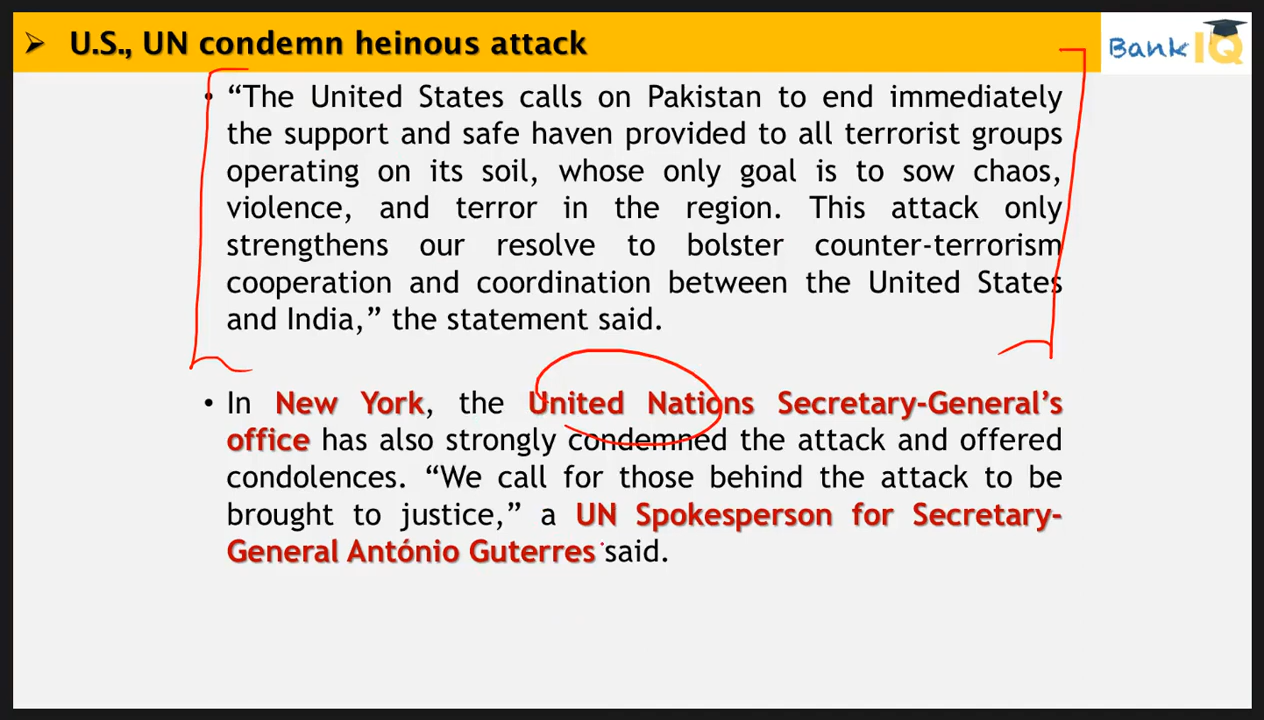 ➢ U.S., UN condemn heinous attack
Bank IQ
• “The United States calls on Pakistan to end immediately
the support and safe haven provided to all terrorist groups
operating on its soil, whose only goal is to sow chaos,
violence, and terror in the region. This attack only
strengthens our resolve to bolster counter-terrorism
cooperation and coordination between the United States
and India,” the statement said.
• In New York, the United Nations Secretary-General’s
office has also strongly condemned the attack and offered
condolences. “We call for those behind the attack to be
brought to justice,” a UN Spokesperson for Secretary-
General António Guterres said.